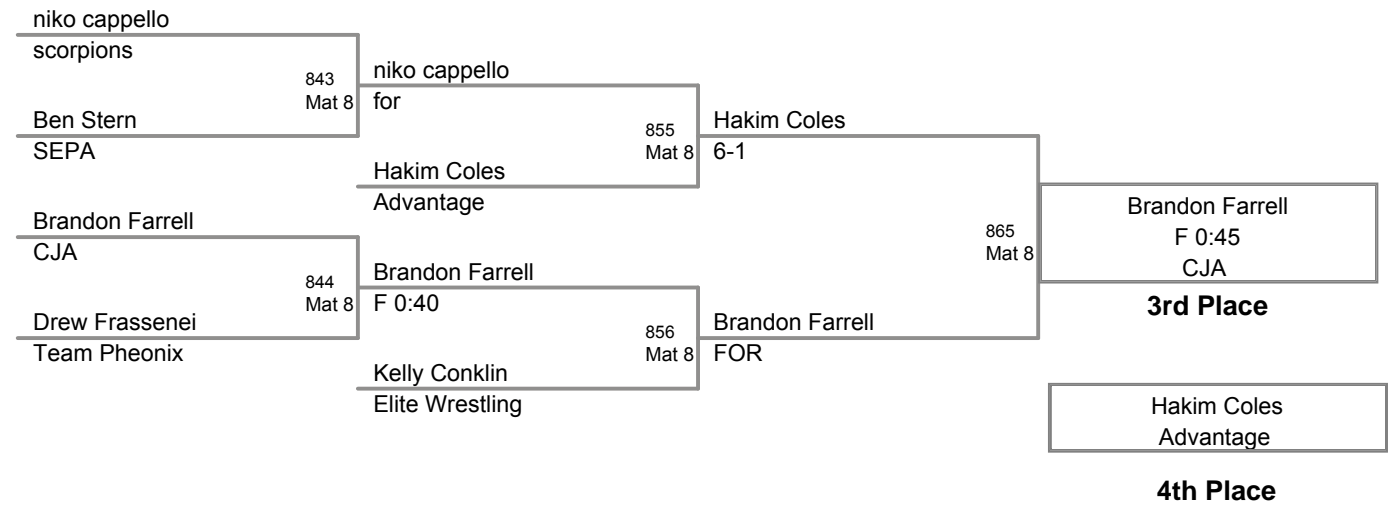 niko cappello
scorpions
843
Mat 8
Ben Stern
SEPA
niko cappello
for
855
Mat 8
Hakim Coles
Advantage
Hakim Coles
6-1
Brandon Farrell
CJA
844
Mat 8
Drew Frassenei
Team Pheonix
Brandon Farrell
F 0:40
856
Mat 8
Kelly Conklin
Elite Wrestling
Brandon Farrell
FOR
865
Mat 8
Brandon Farrell
F 0:45
CJA
3rd Place
Hakim Coles
Advantage
4th Place